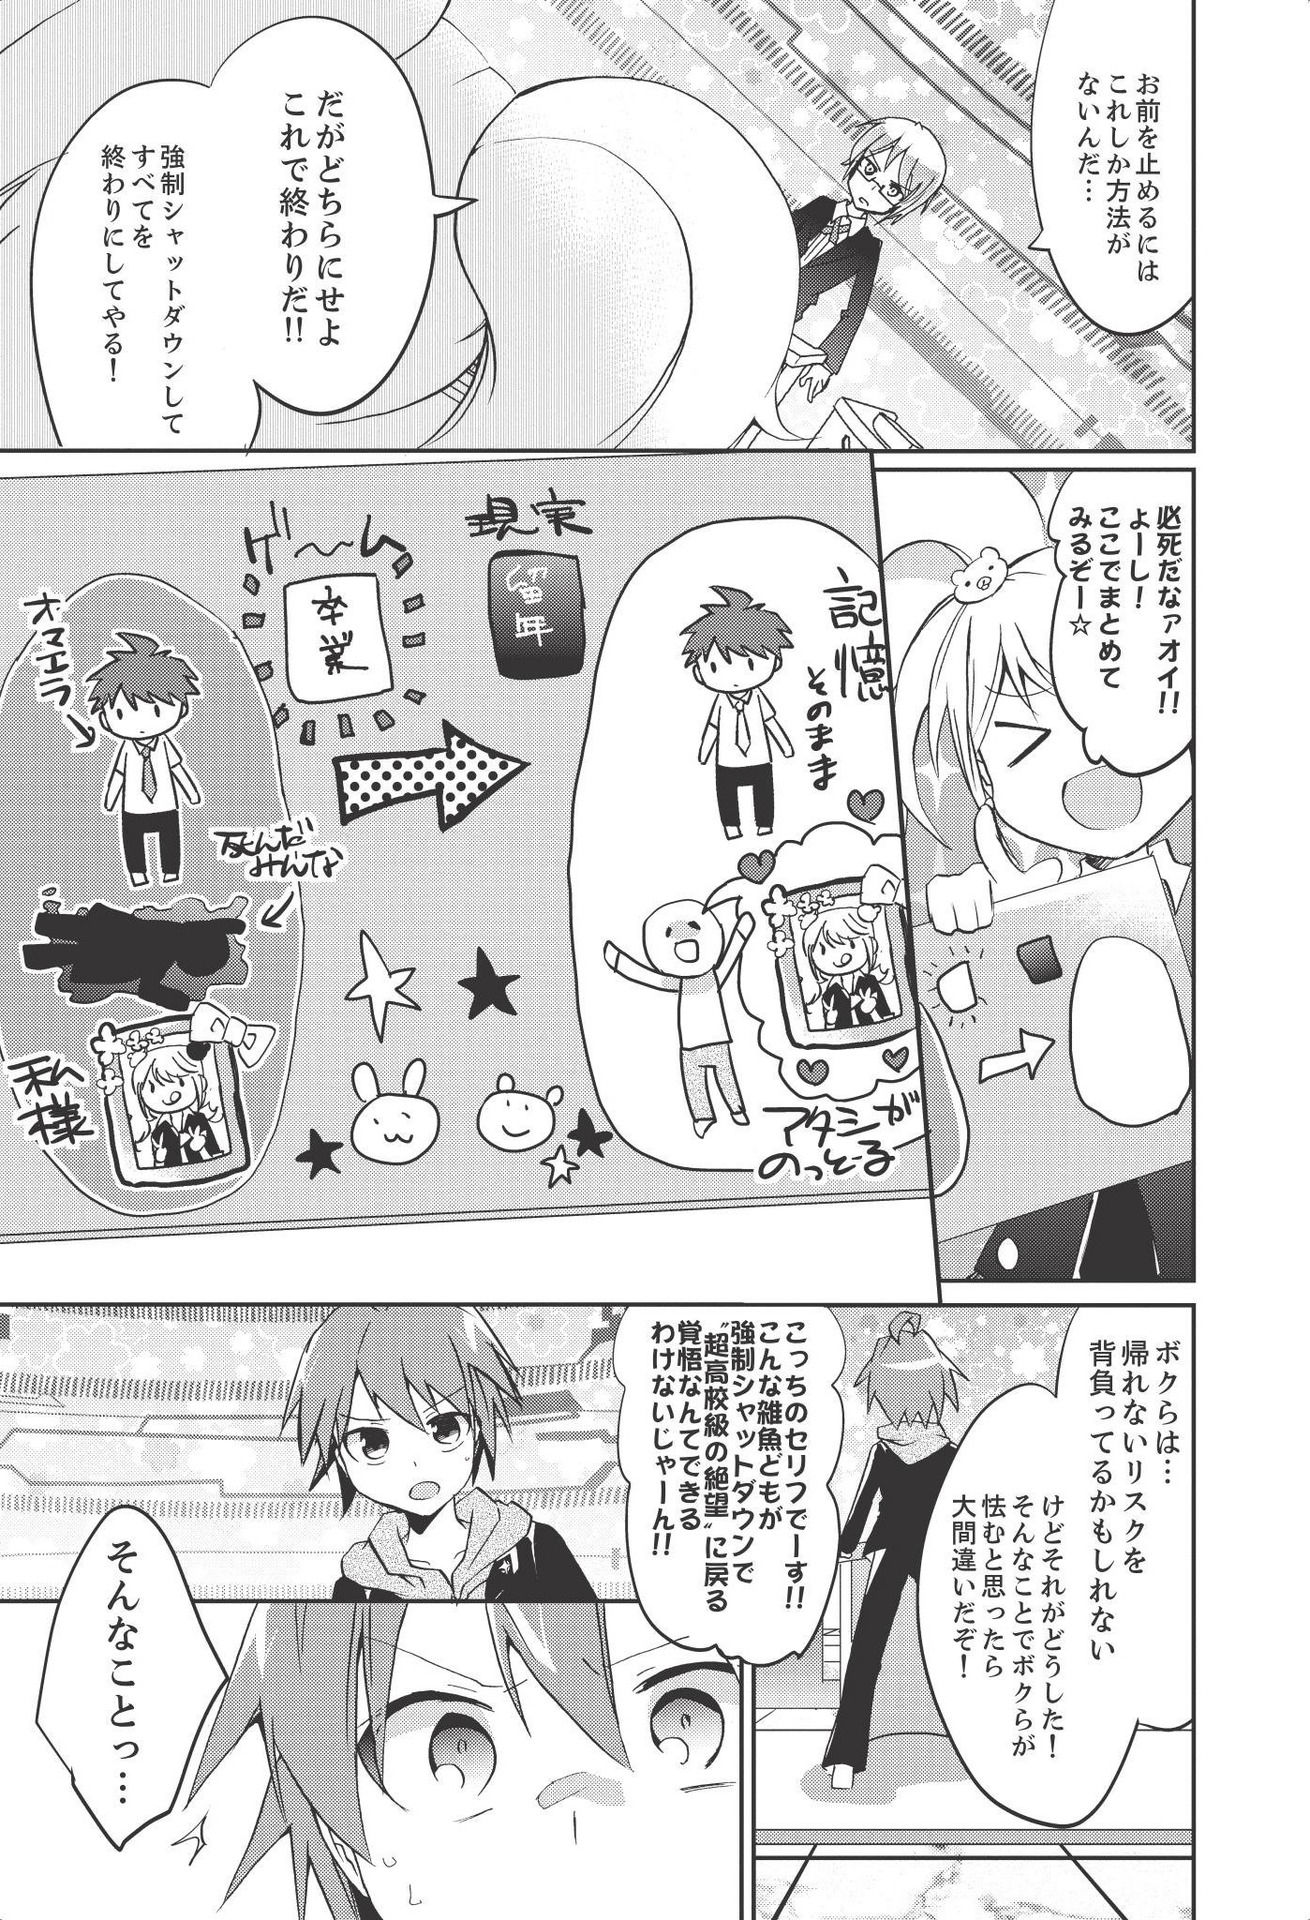 お前を止めるには
これしか方法が
ないんだ…
だがどちらにせよ
これで終わりだ!!
強制シャットダウンして
すべてを
終わりにしてやる！
必死だなァオイ!!
よーし！
ここでまとめて
みるぞー☆
現実
留年
ゲーム
卒業
記憶
そのまま
アタシが
のっとーる
オマエラ
死んだ
みんな
私様
ボクらは…
帰れないリスクを
背負ってるかもしれない
けどそれがどうした！
そんなことでボクらが
怯むと思ったら
大間違いだぞ！
こっちのセリフでーす!!
こんな雑魚どもが
強制シャットダウンで
〝超高校級の絶望〟に戻る
覚悟なんてできる
わけないじゃーん!!
そんなことっ…